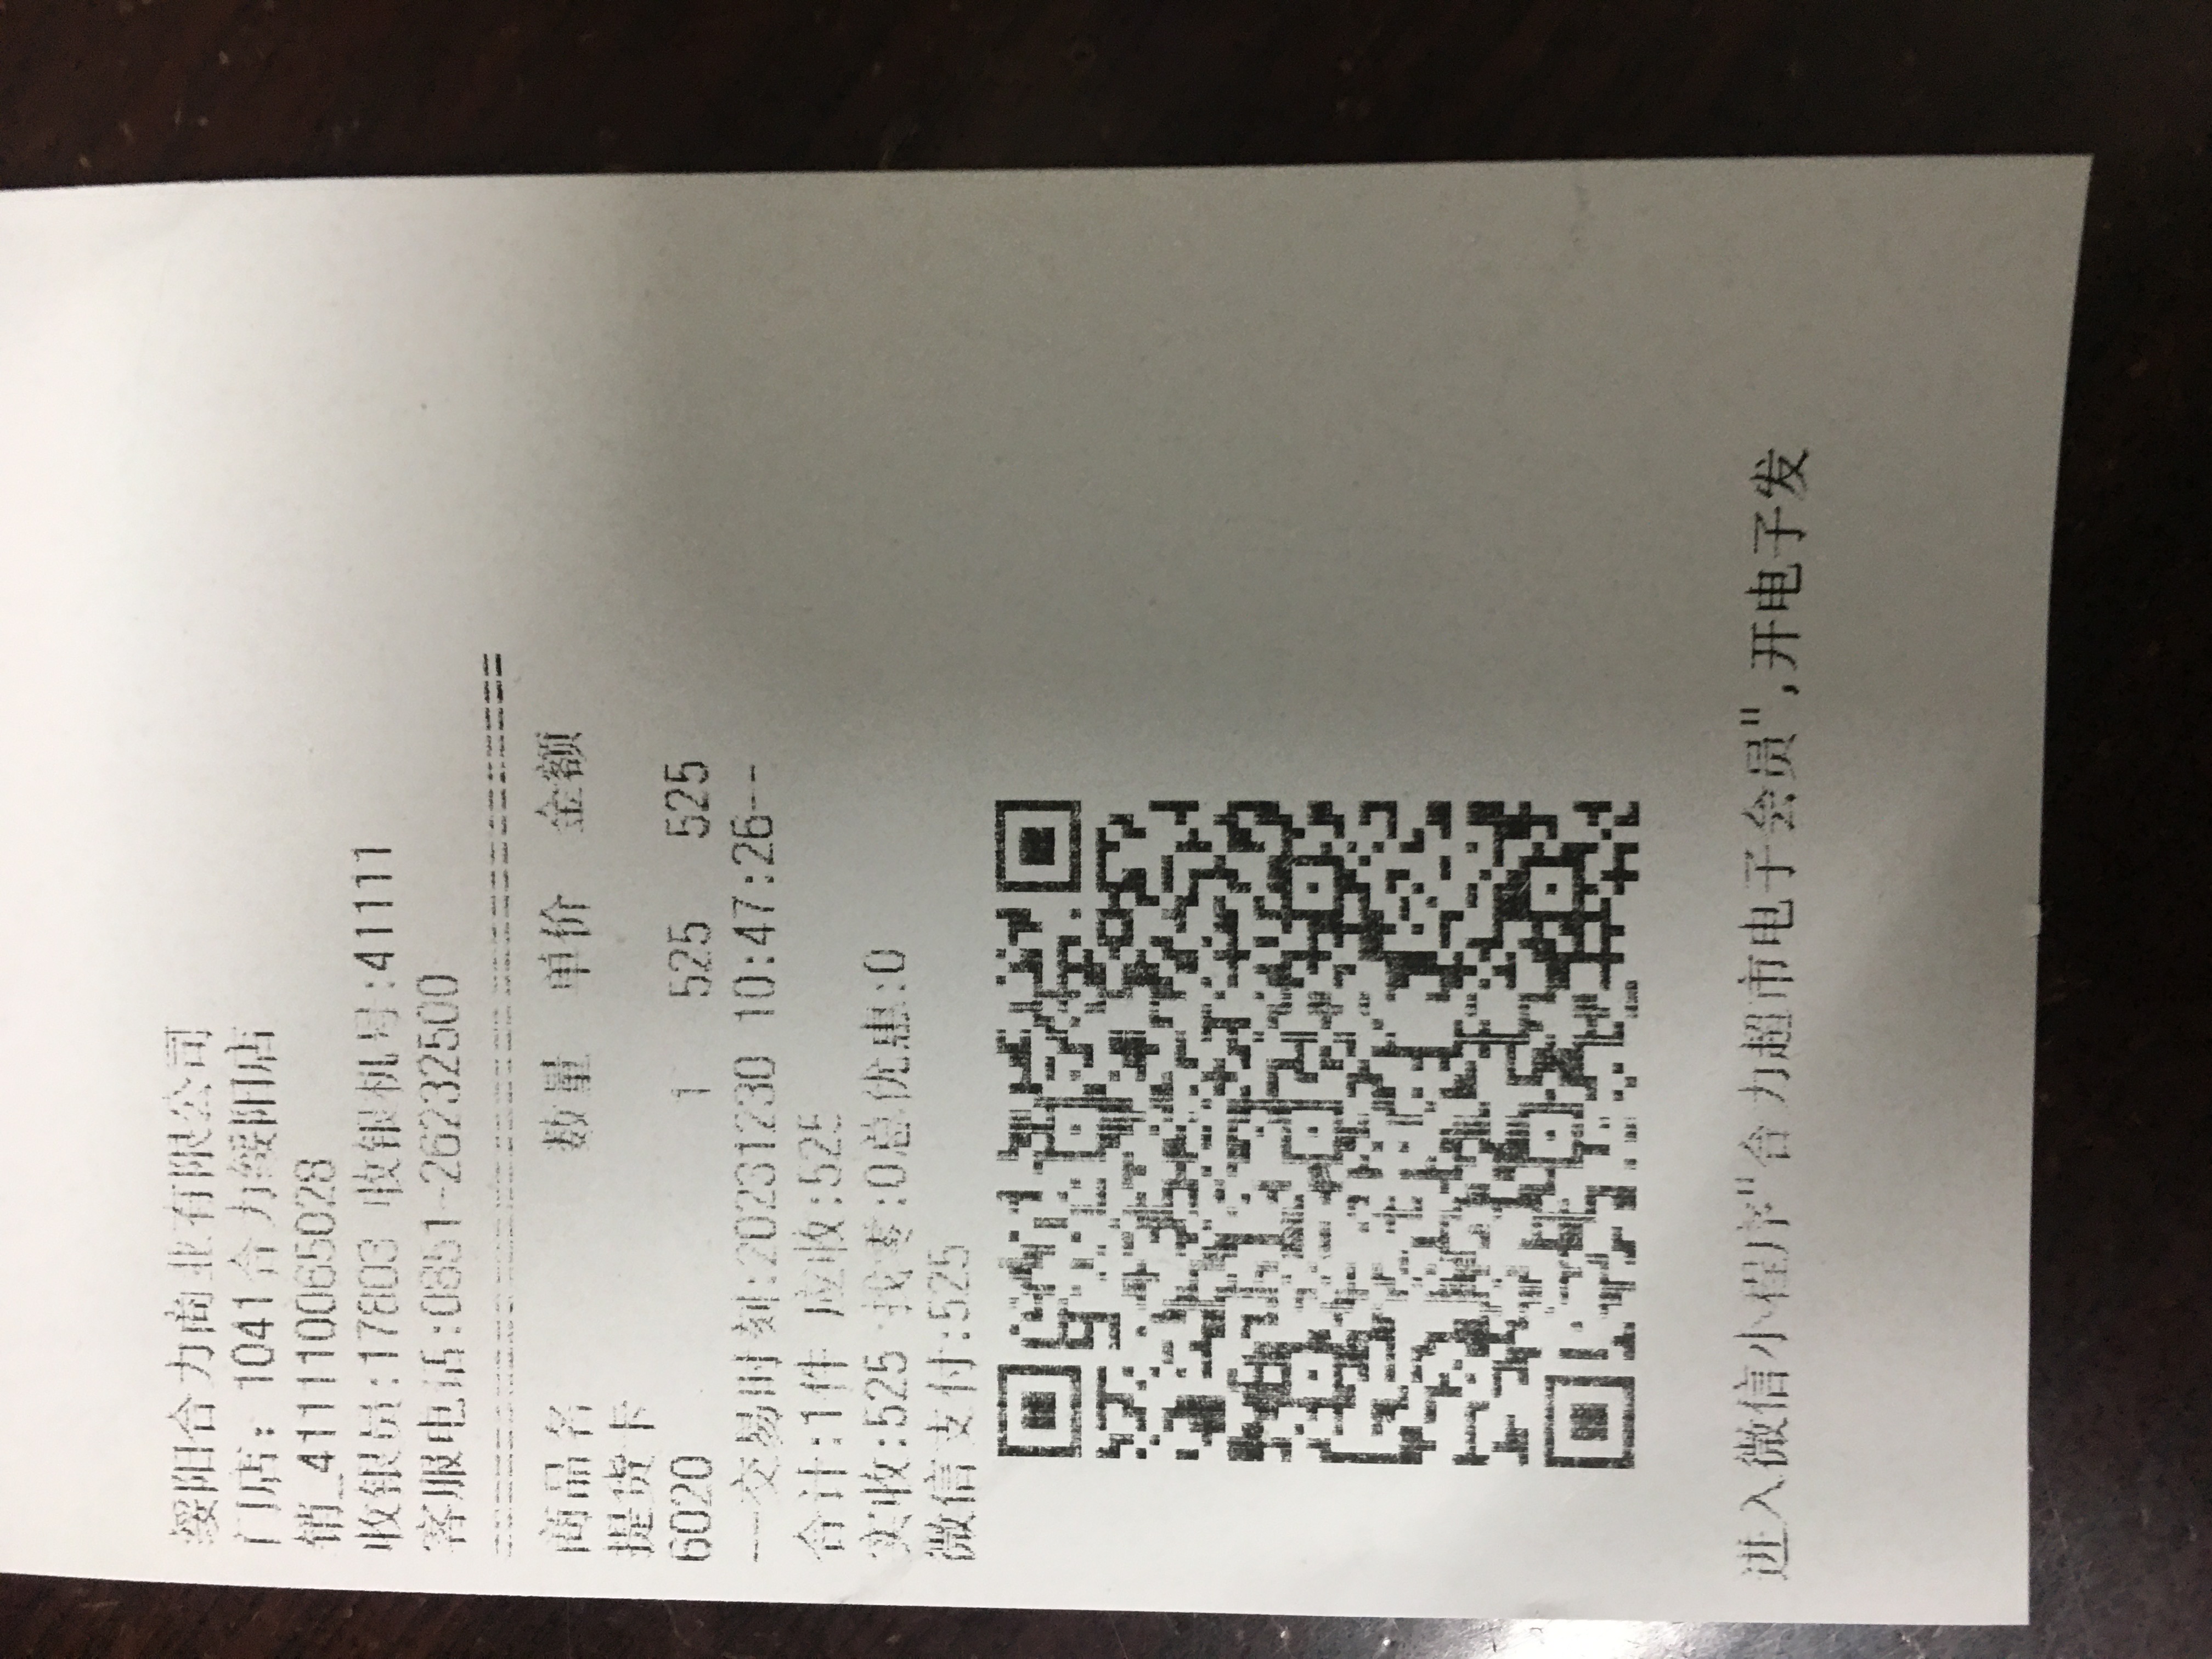 绥阳合力商业有限公司
门店: 1041合力绥阳店
销_4111110065028
收银员:17803 收银机号:411111
客服电话:0851-26232500
==============================
商品名 数量 单价 金额
提货卡
6020 1 525 525
——交易时刻:20231230 10:47:26——
合计:1件 应收:525
实收:525 找零:0总优惠:0
微信支付:525
进入微信小程序"合力超市电子会员",开电子发